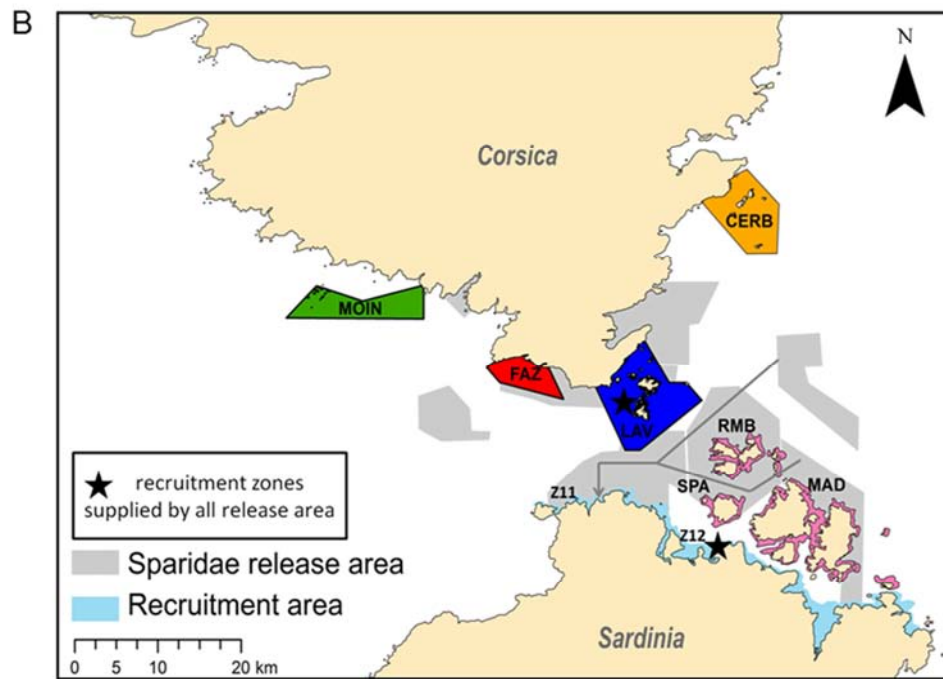 B
N
Corsica
CERB
MOIN
FAZ
LAV
RMB
SPA
MAD
Z11
Z12
recruitment zones
supplied by all release area
Sparidae release area
Recruitment area
Sardinia
0 5 10 20 km